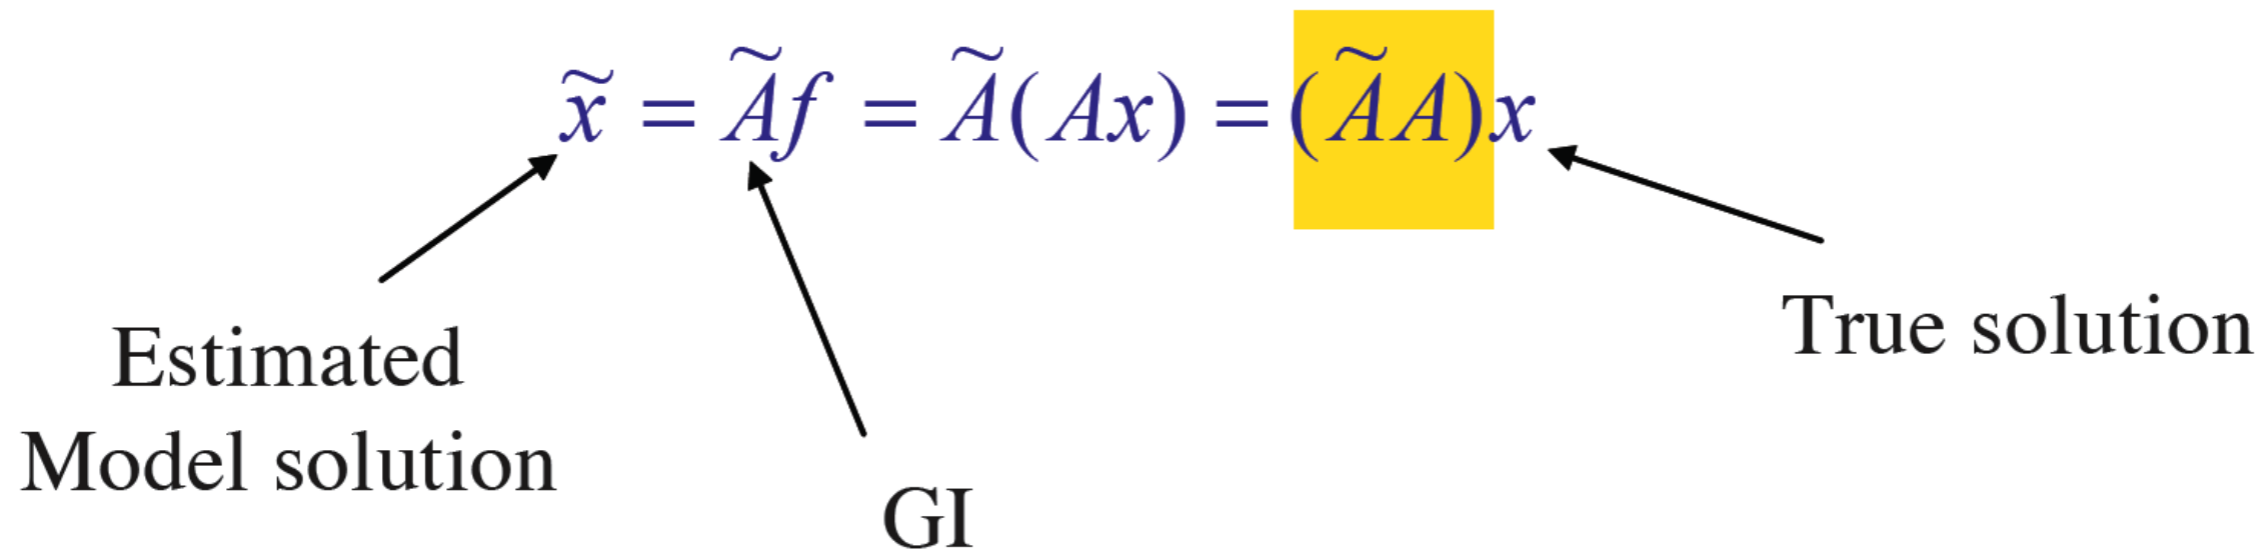 x̃ = Ãf = Ã(Ax) = (ÃA)x
Estimated
Model solution
GI
True solution